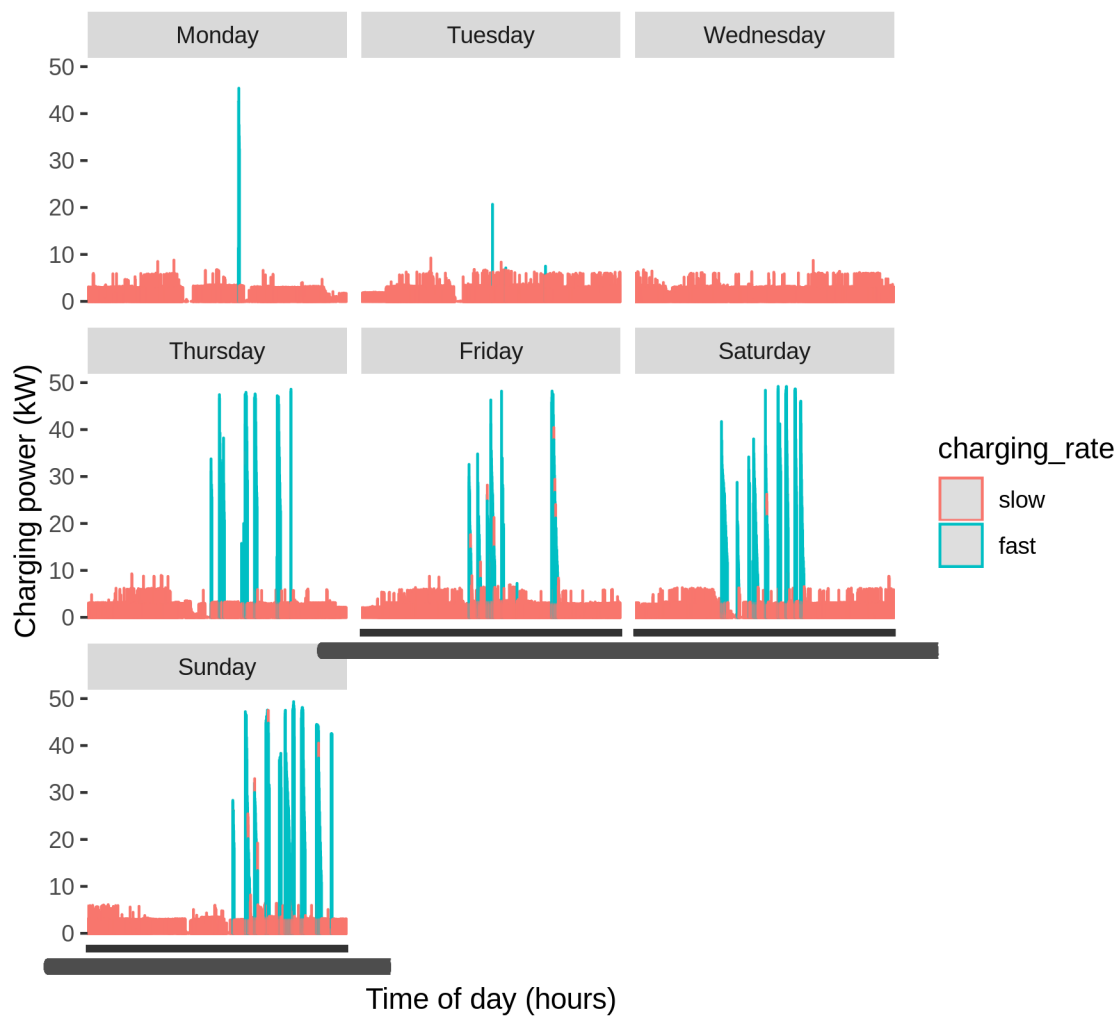 Monday Tuesday Wednesday
50
40
30
20
10
0
Thursday Friday Saturday
50
40
30
20
10
0
Charging power (kW)
charging_rate
slow
fast
Sunday
50
40
30
20
10
0
Time of day (hours)